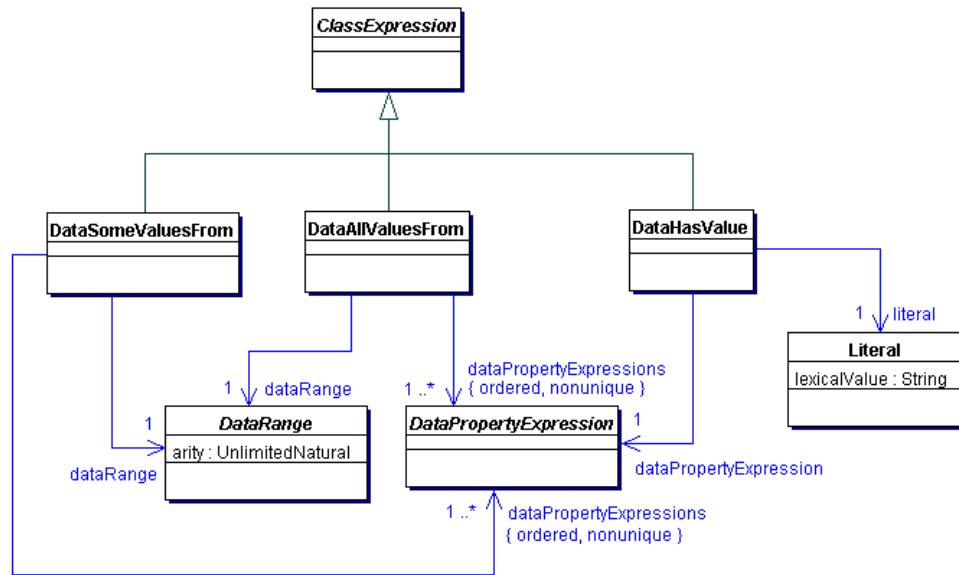 ClassExpression
DataSomeValuesFrom
DataAllValuesFrom
DataHasValue
1
literal
Literal
lexicalValue : String
dataPropertyExpressions
1 ..*
{ ordered, nonunique }
1
dataRange
1
dataRange
DataRange
arity : UnlimitedNatural
DataPropertyExpression
1
dataPropertyExpression
1 ..*
dataPropertyExpressions
{ ordered, nonunique }